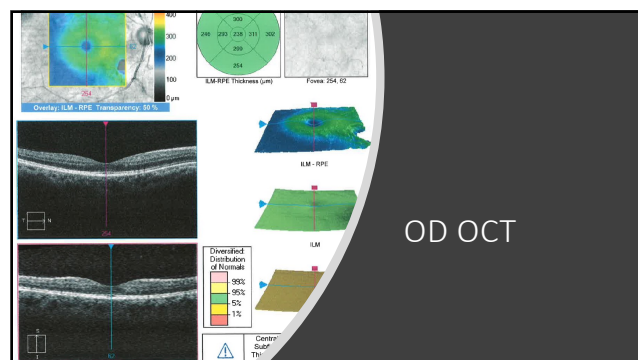 400
300
200
100
0 µm
62
254
Overlay: ILM - RPE Transparency: 50 %
300
246 293 238 311 302
299
254
ILM-RPE Thickness (µm)
Fovea: 254, 62
T N
254
ILM - RPE
ILM
S
I
62
Diversified:
Distribution
of Normals
99%
95%
5%
1%
Central
OD OCT